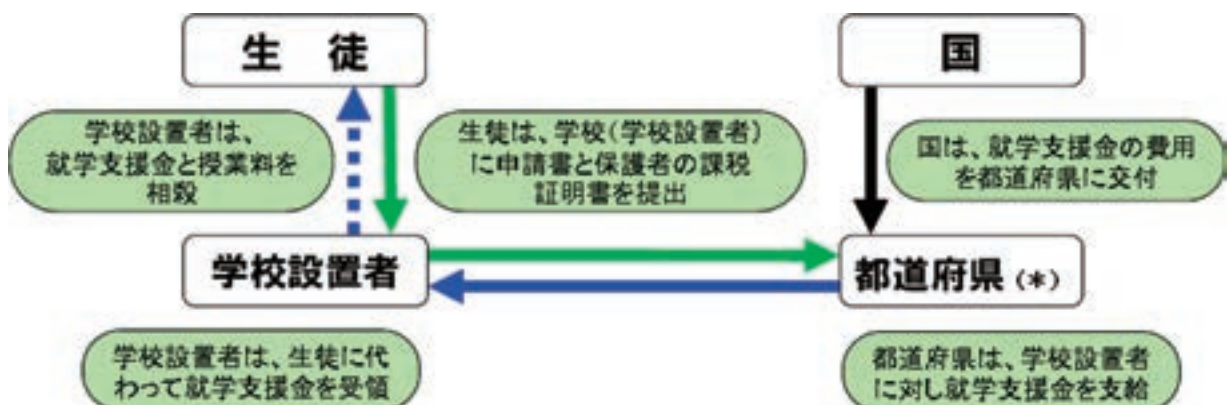 生 徒
国
学校設置者は、
就学支援金と授業料を
相殺
生徒は、学校(学校設置者)
に申請書と保護者の課税
証明書を提出
国は、就学支援金の費用
を都道府県に交付
学校設置者
都道府県(*)
学校設置者は、生徒に代
わって就学支援金を受領
都道府県は、学校設置者
に対し就学支援金を支給